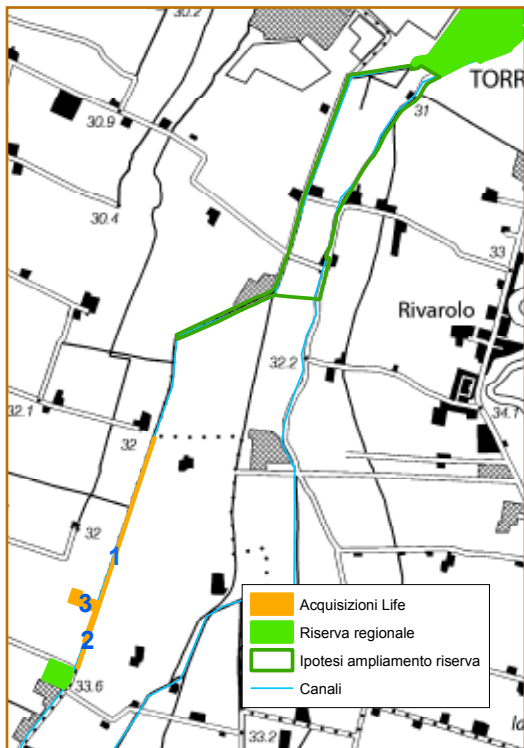 30.2
TORR
31
30.9
30.4
33
Rivarolo
32.2
32.1
34.1
32
32
1
3
2
33.6
33.2
Acquisizioni Life
Riserva regionale
Ipotesi ampliamento riserva
Canali